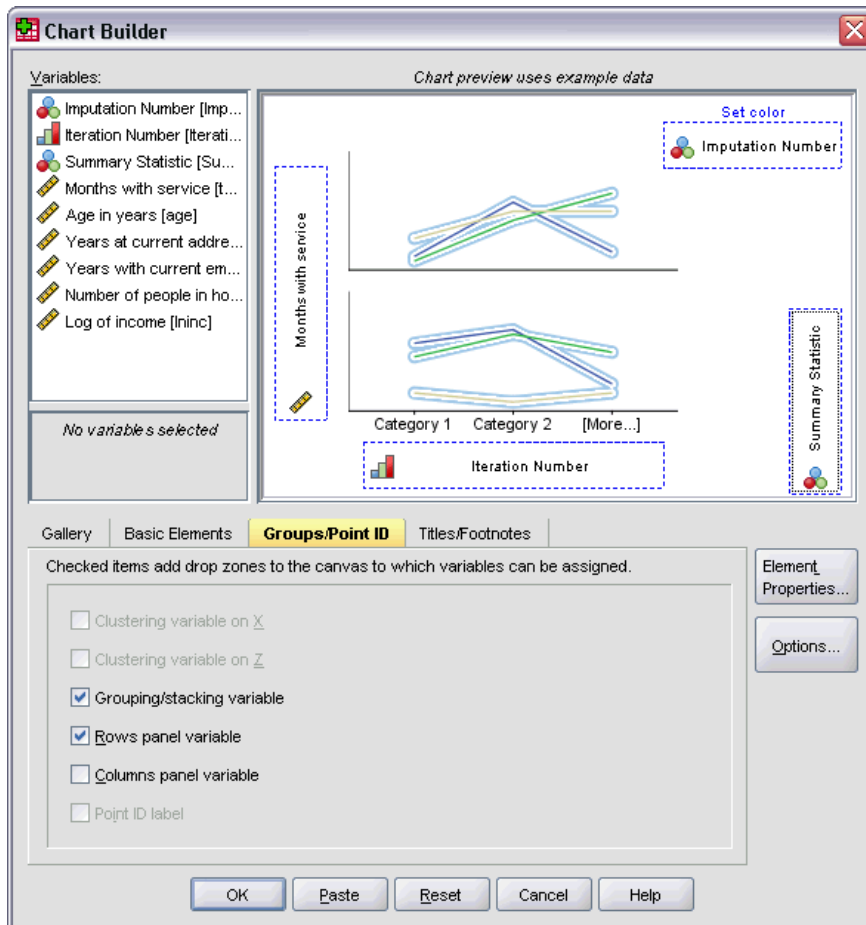 Chart Builder
Variables:
Chart preview uses example data
Imputation Number [Imp...
Iteration Number [Iterati...
Summary Statistic [Su...
Months with service [t...
Age in years [age]
Years at current addre...
Years with current em...
Number of people in ho...
Log of income [lninc]
No variables selected
Set color
Imputation Number
Months with service
Summary Statistic
Category 1 Category 2 [More...]
Iteration Number
Gallery Basic Elements Groups/Point ID Titles/Footnotes
Checked items add drop zones to the canvas to which variables can be assigned.
Clustering variable on X
Clustering variable on Z
Grouping/stacking variable
Rows panel variable
Columns panel variable
Point ID label
Element Properties...
Options...
OK Paste Reset Cancel Help